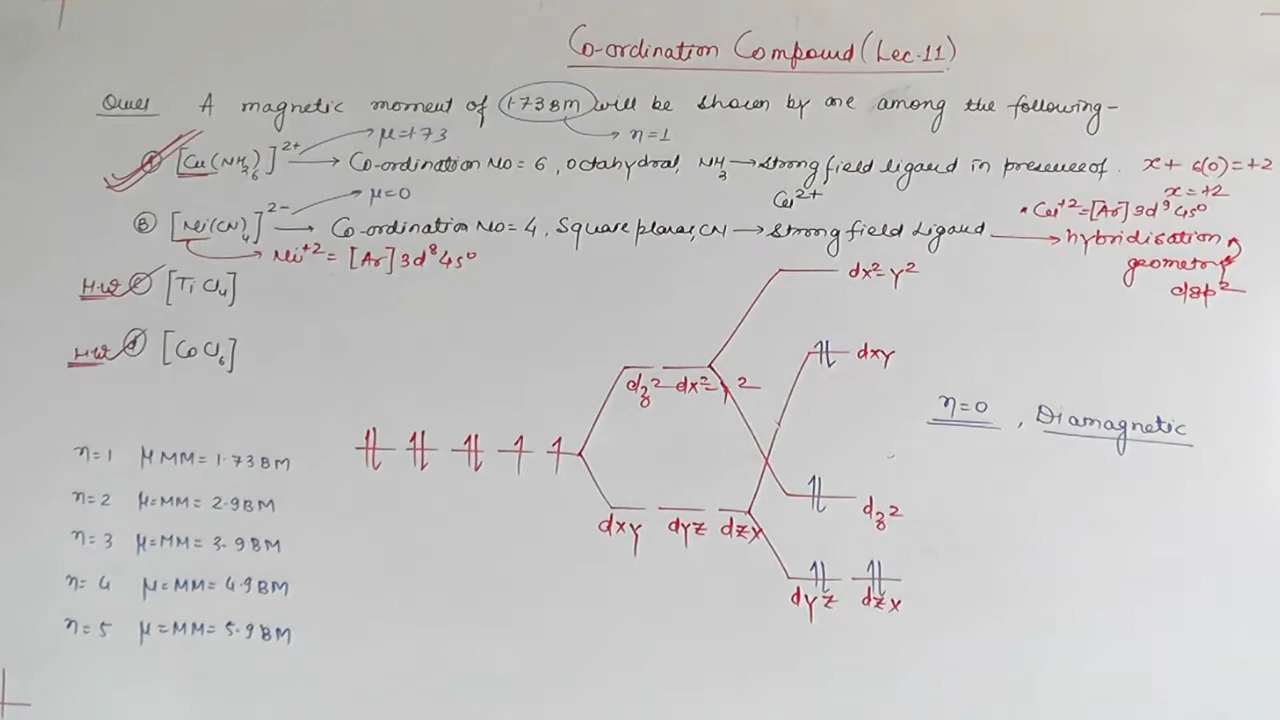 Co-ordination Compound (Lec-11)
Ques A magnetic moment of 1.73BM will be shown by one among the following-
μ=1.73 n=1
A [Cu(NH3)6]2+ → Co-ordination No=6, octahydral, NH3→strong field ligand in presence of. x+6(0)=+2
Cu2+ x=+2
μ=0 Cu+2=[Ar]3d9 4s0
B [Ni(CN)4]2- → Co-ordination No=4, Square planar, CN→strong field Ligand → hybridisation
Ni+2=[Ar]3d8 4s0 geometry
dsp2
H.W C [TiCl4]
H.W D [CoCl6]
dx2-y2
dxy
dz2 dx2-y2
n=0, Diamagnetic
dz2
dxy dyz dzx
dyz dzx
n=1 μ MM=1.73BM
n=2 μ=MM=2.9BM
n=3 μ=MM=3.9BM
n=4 μ=MM=4.9BM
n=5 μ=MM=5.9BM